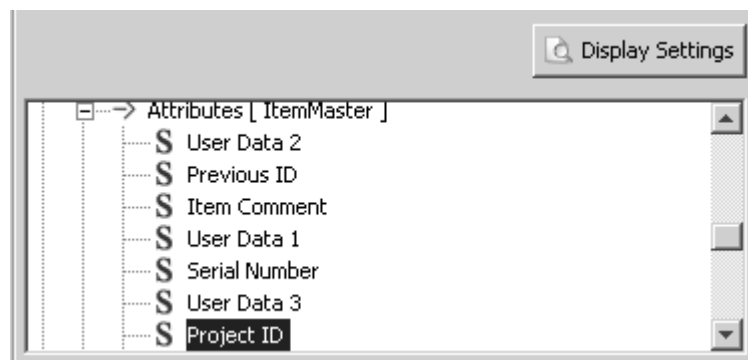 Display Settings
Attributes [ ItemMaster ]
S User Data 2
S Previous ID
S Item Comment
S User Data 1
S Serial Number
S User Data 3
S Project ID